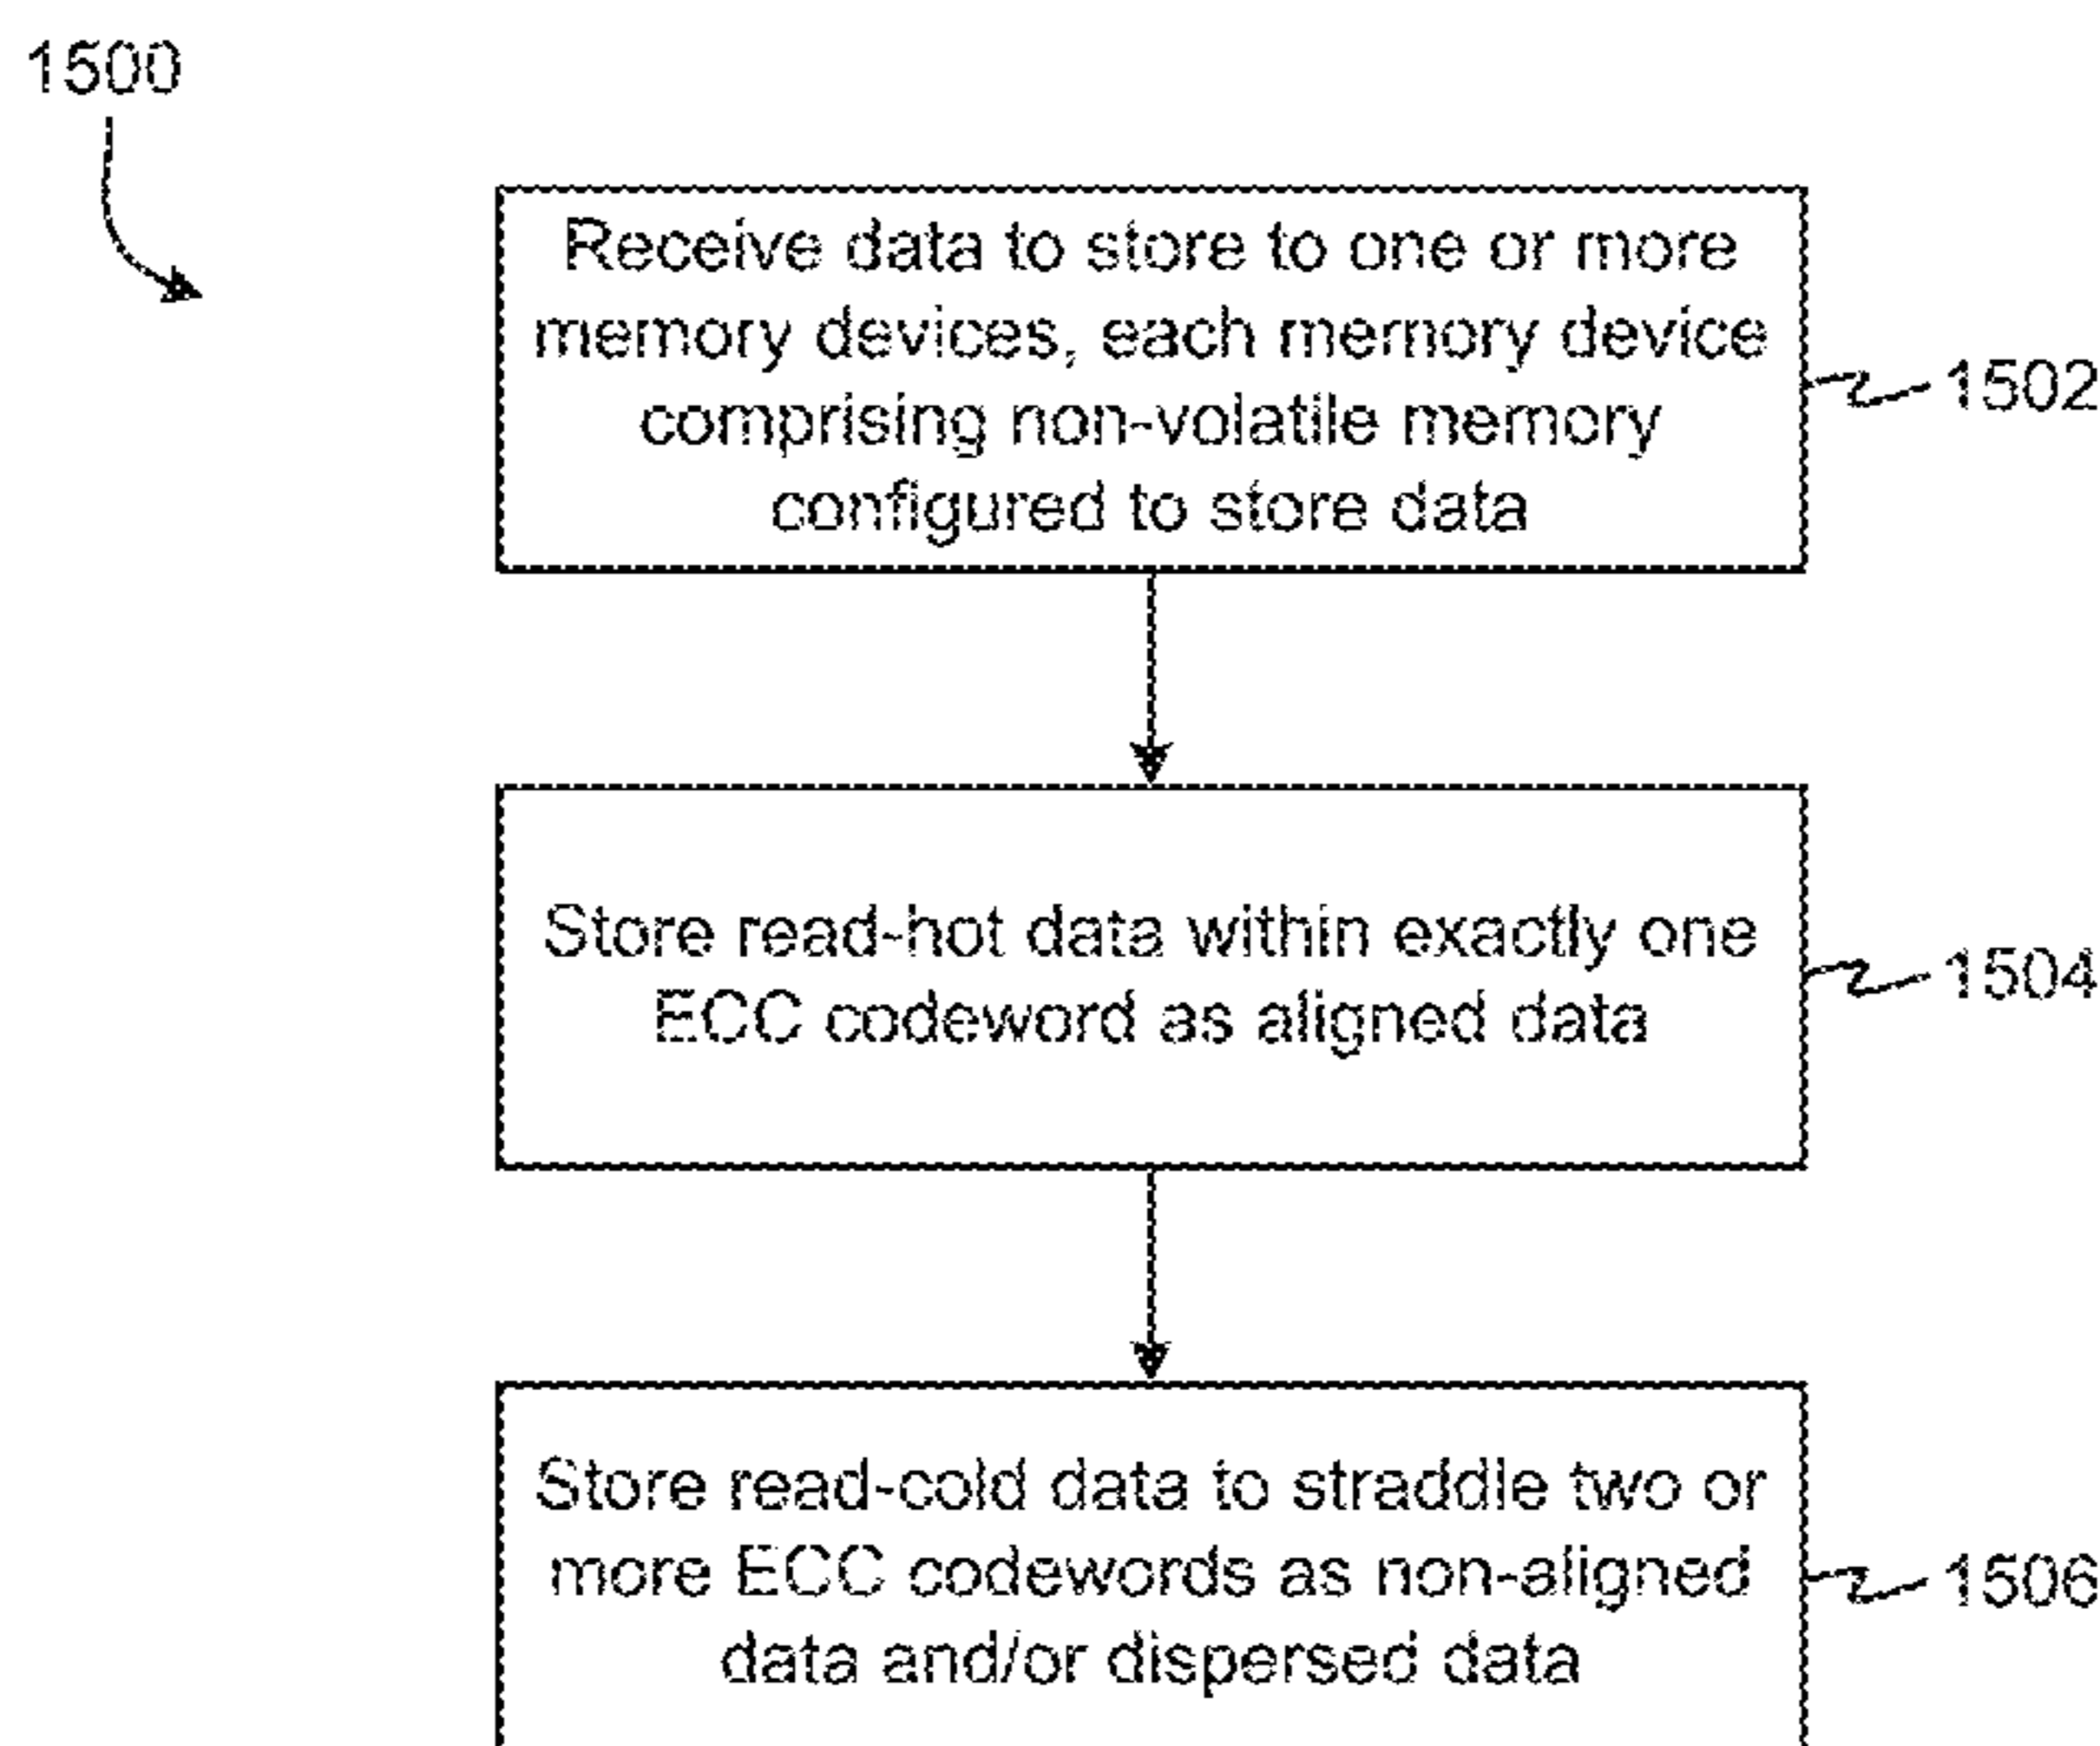 1500
Receive data to store to one or more
memory devices, each memory device
comprising non-volatile memory
configured to store data
1502
Store read-hot data within exactly one
ECC codeword as aligned data
1504
Store read-cold data to straddle two or
more ECC codewords as non-aligned
data and/or dispersed data
1506